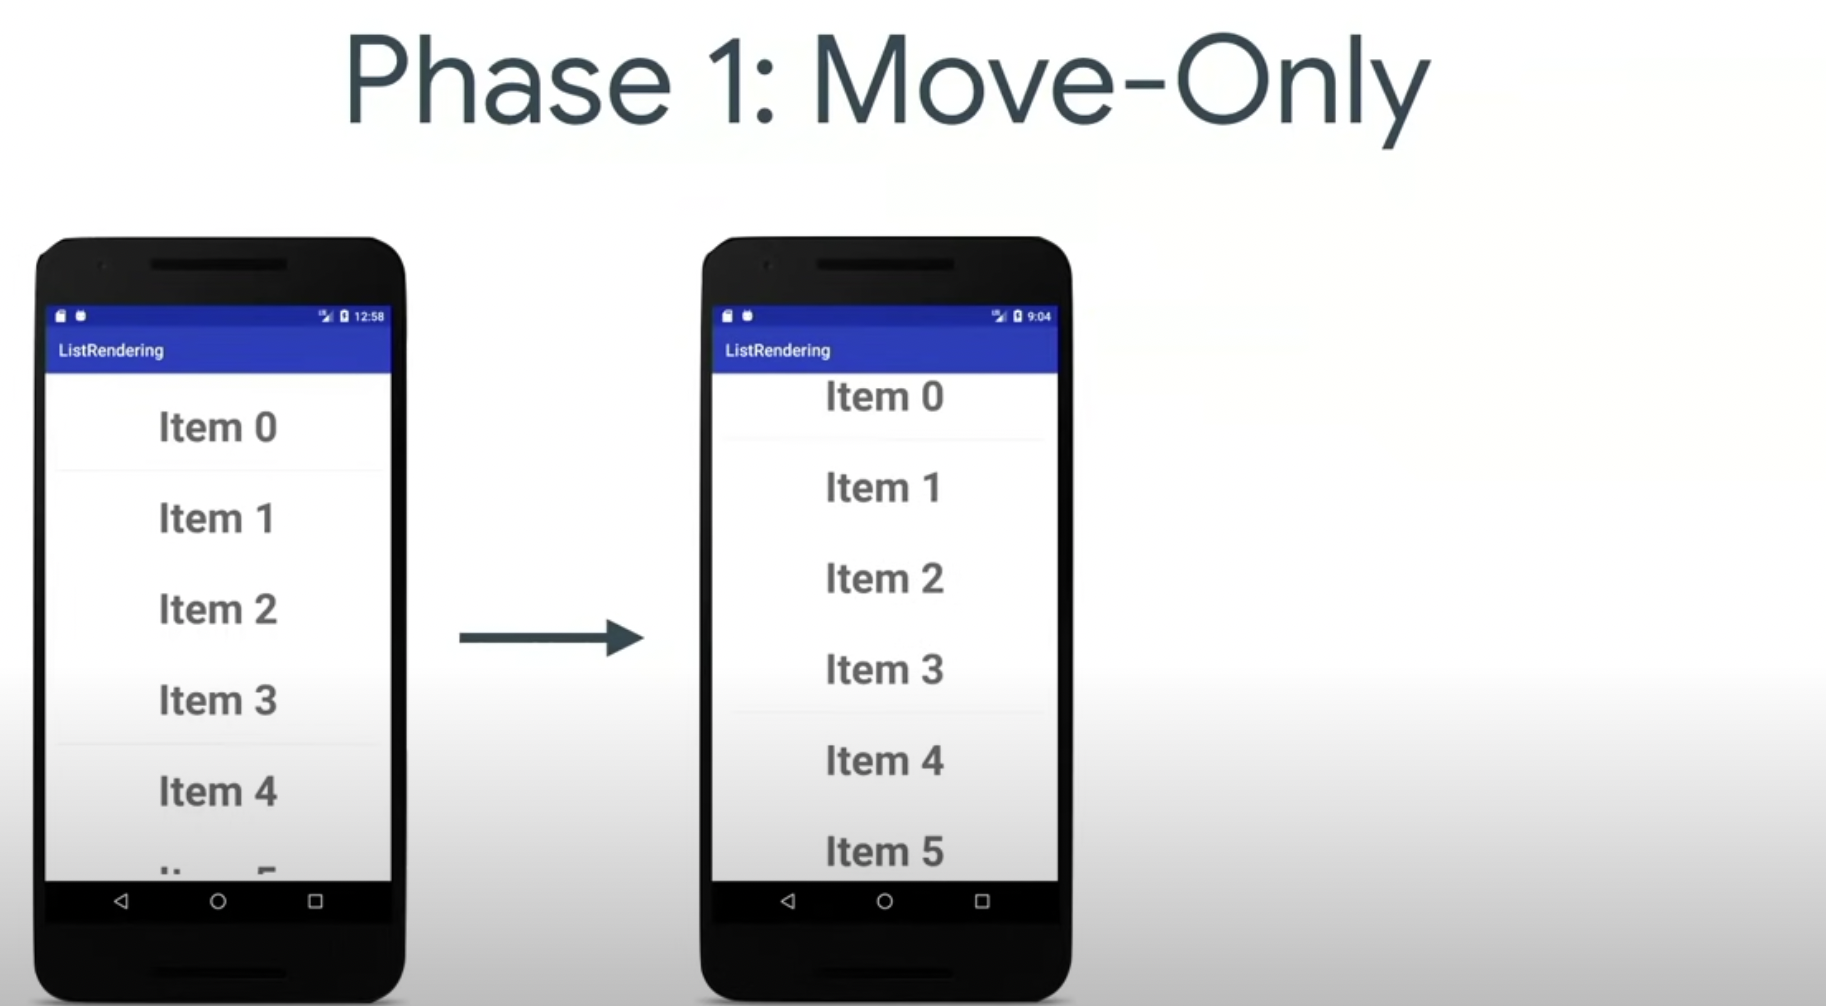 Phase 1: Move-Only
12:58
ListRendering
Item 0
Item 1
Item 2
Item 3
Item 4
9:04
ListRendering
Item 0
Item 1
Item 2
Item 3
Item 4
Item 5